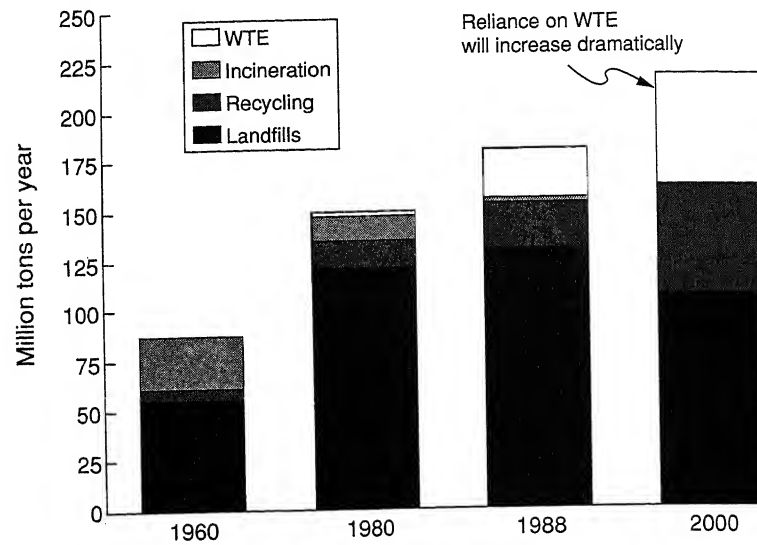 250
225
200
175
150
125
100
75
50
25
0
Million tons per year
WTE
Incineration
Recycling
Landfills
Reliance on WTE
will increase dramatically
1960
1980
1988
2000